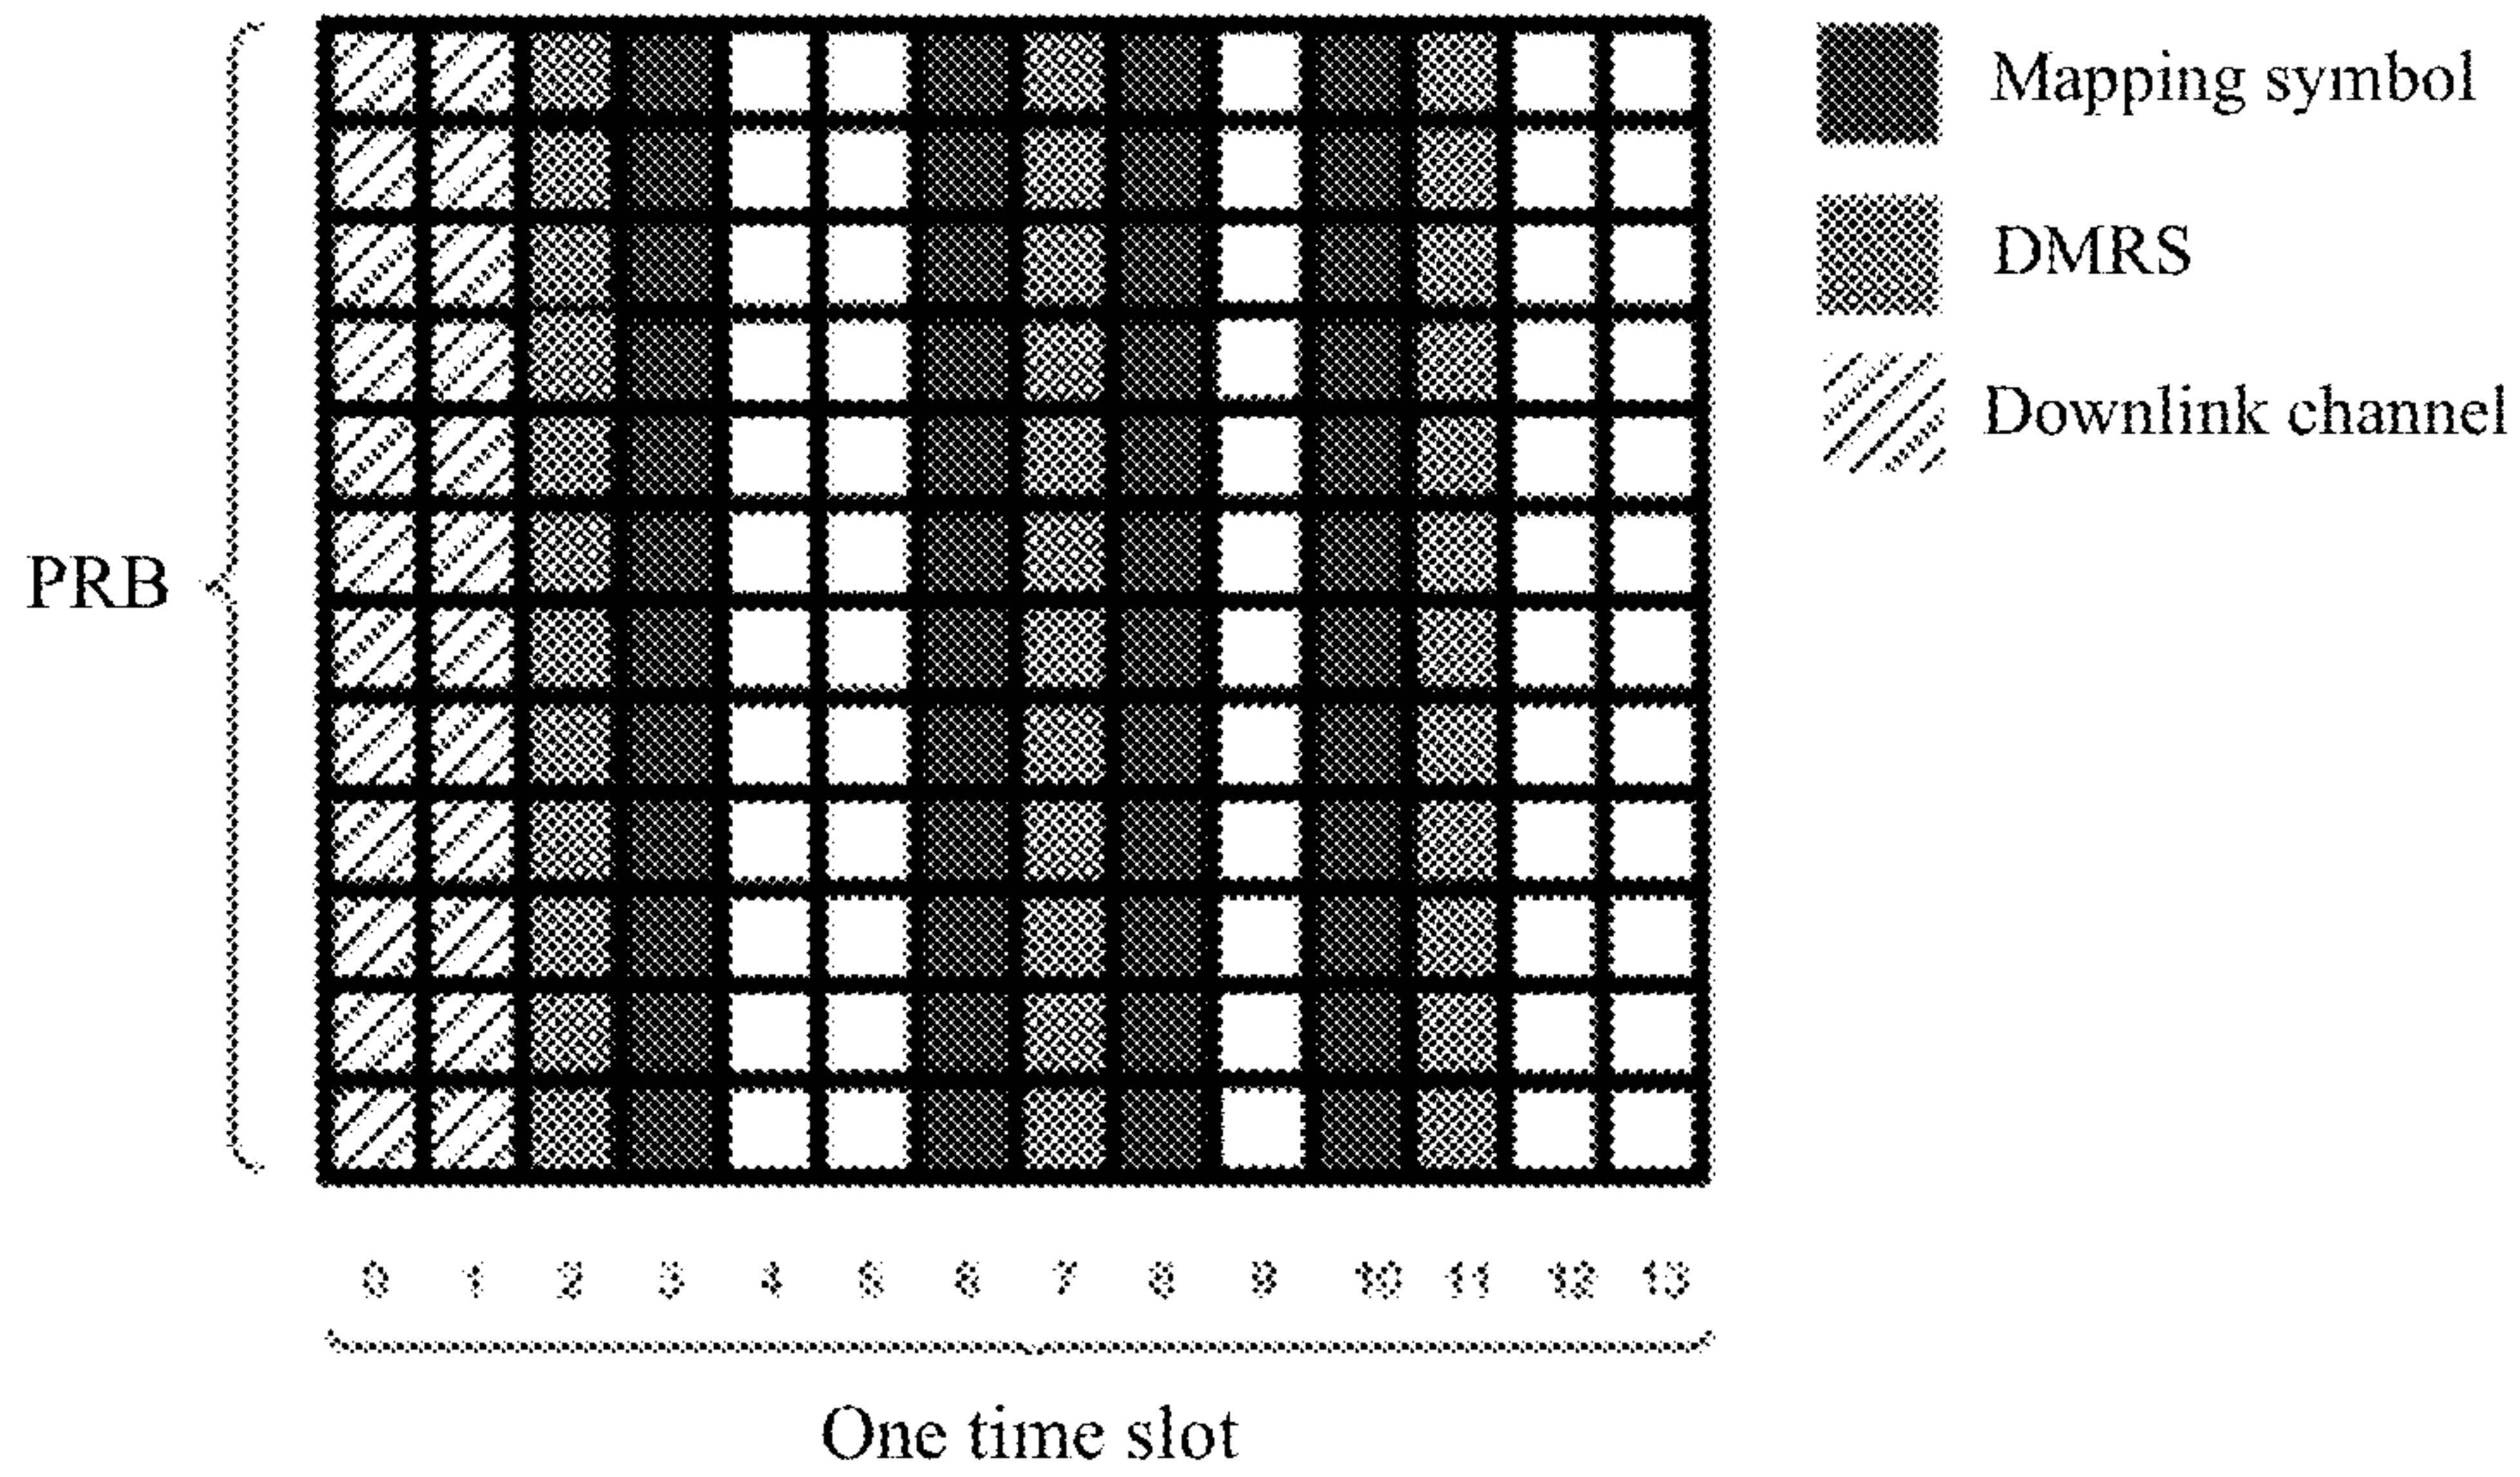 Mapping symbol
DMRS
Downlink channel
PRB
0 1 2 3 4 5 6 7 8 9 10 11 12 13
One time slot